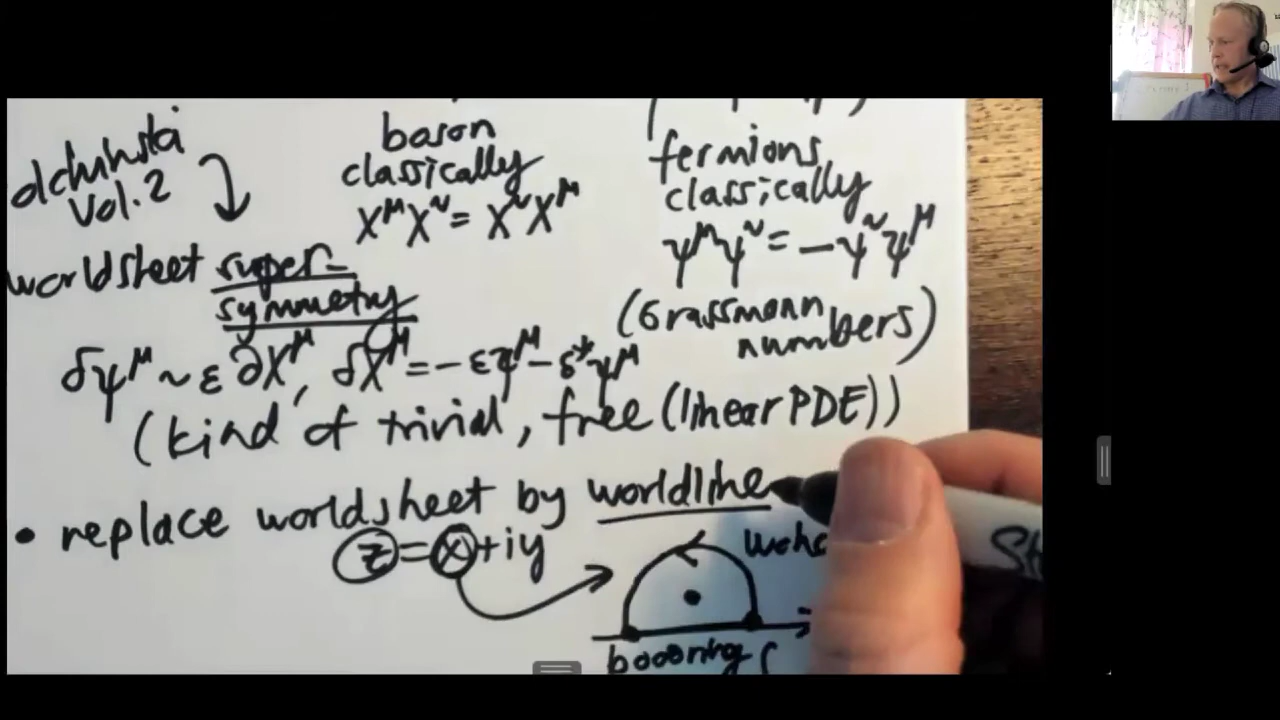 boson
classically
X^μ X^ν = X^ν X^μ
fermions
classically
ψ^μ ψ^ν = -ψ^ν ψ^μ
(Grassmann
numbers)
Vol. 2
worldsheet super-
symmetry
δψ^μ ~ ε ∂X^μ, δX^μ = -εψ^μ - ε*ψ^μ
(kind of trivial, free (linear PDE))
• replace worldsheet by worldline
z = x + iy
boooring